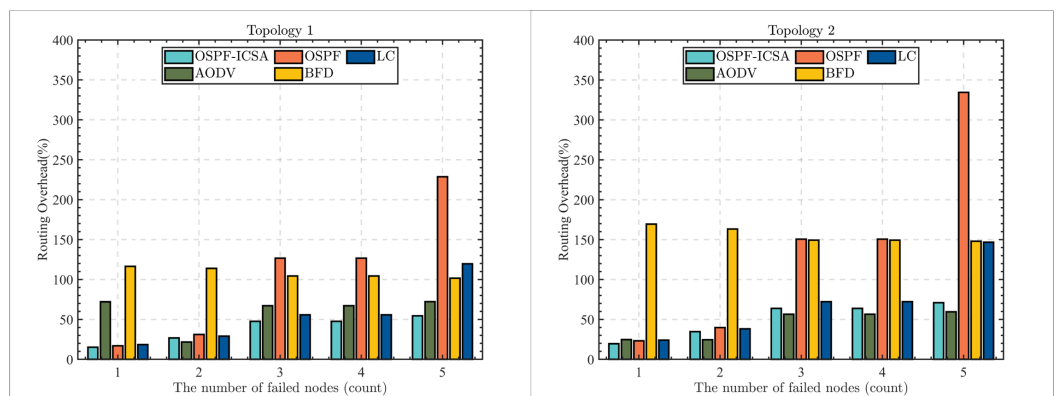 Topology 1
400
350
300
250
200
150
100
50
0
Routing Overhead(%)
OSPF-ICSA OSPF LC
AODV BFD
1 2 3 4 5
The number of failed nodes (count)
Topology 2
400
350
300
250
200
150
100
50
0
Routing Overhead(%)
OSPF-ICSA OSPF LC
AODV BFD
1 2 3 4 5
The number of failed nodes (count)